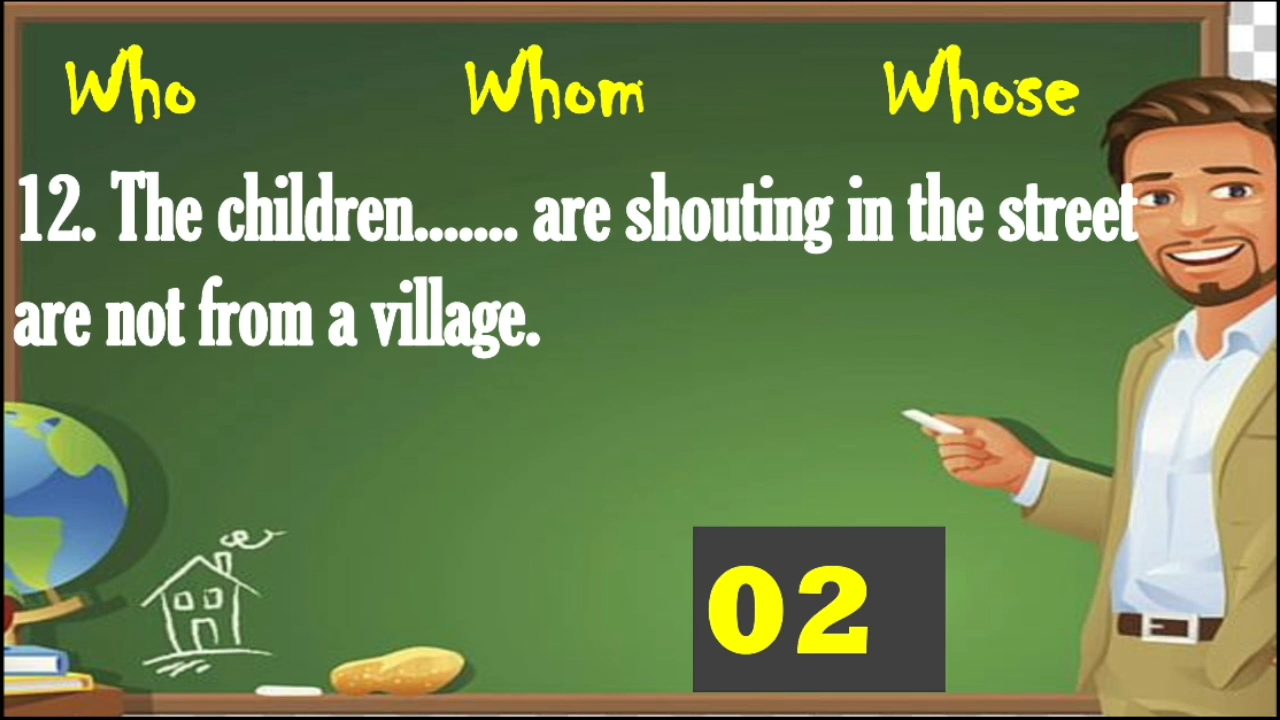 Who Whom Whose
12. The children....... are shouting in the street
are not from a village.
02